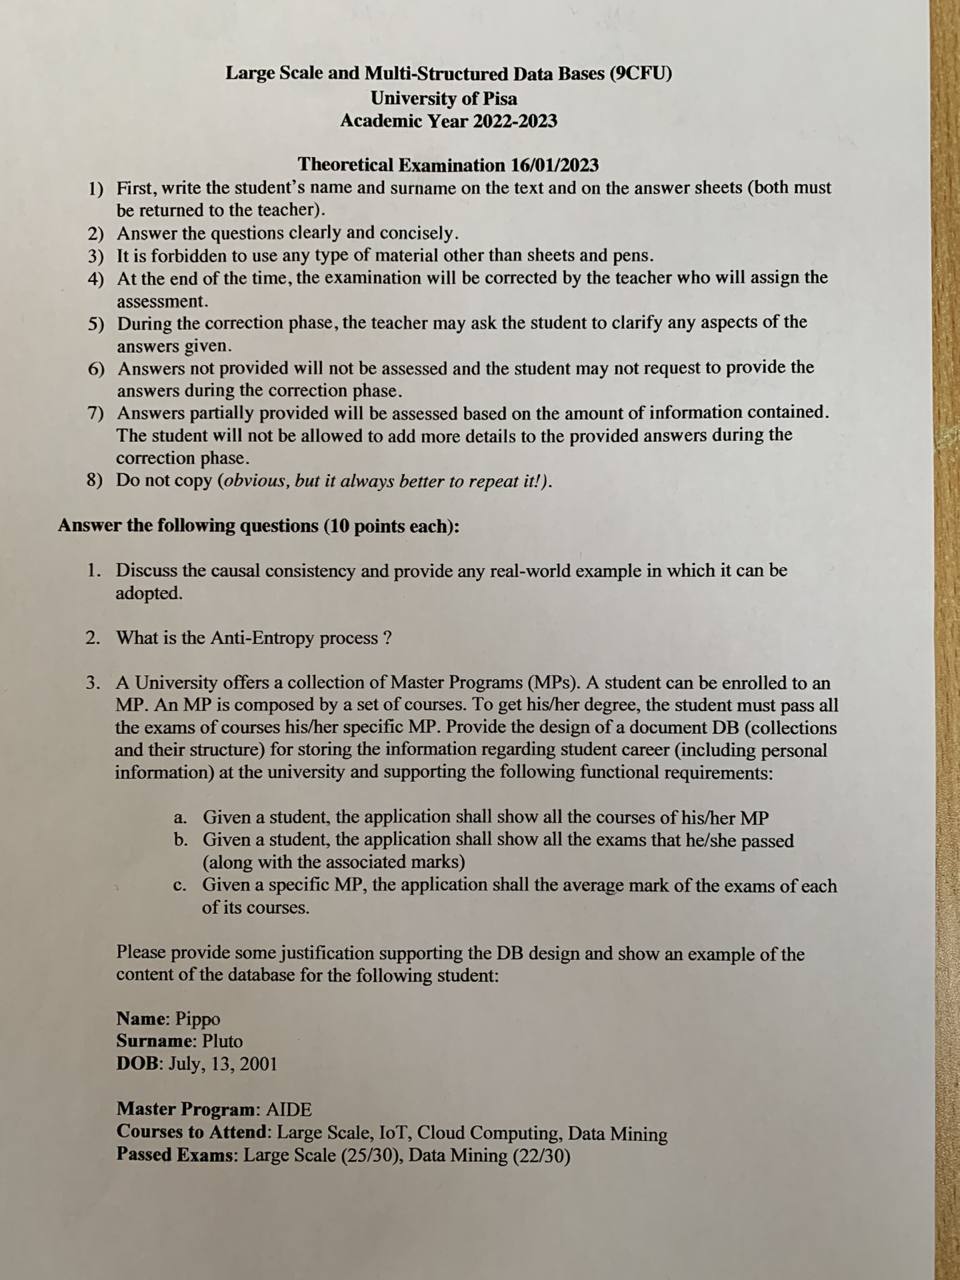 Large Scale and Multi-Structured Data Bases (9CFU)
University of Pisa
Academic Year 2022-2023
Theoretical Examination 16/01/2023
1) First, write the student's name and surname on the text and on the answer sheets (both must
be returned to the teacher).
2) Answer the questions clearly and concisely.
3) It is forbidden to use any type of material other than sheets and pens.
4) At the end of the time, the examination will be corrected by the teacher who will assign the
assessment.
5) During the correction phase, the teacher may ask the student to clarify any aspects of the
answers given.
6) Answers not provided will not be assessed and the student may not request to provide the
answers during the correction phase.
7) Answers partially provided will be assessed based on the amount of information contained.
The student will not be allowed to add more details to the provided answers during the
correction phase.
8) Do not copy (obvious, but it always better to repeat it!).
Answer the following questions (10 points each):
1. Discuss the causal consistency and provide any real-world example in which it can be
adopted.
2. What is the Anti-Entropy process ?
3. A University offers a collection of Master Programs (MPs). A student can be enrolled to an
MP. An MP is composed by a set of courses. To get his/her degree, the student must pass all
the exams of courses his/her specific MP. Provide the design of a document DB (collections
and their structure) for storing the information regarding student career (including personal
information) at the university and supporting the following functional requirements:
a. Given a student, the application shall show all the courses of his/her MP
b. Given a student, the application shall show all the exams that he/she passed
(along with the associated marks)
c. Given a specific MP, the application shall the average mark of the exams of each
of its courses.
Please provide some justification supporting the DB design and show an example of the
content of the database for the following student:
Name: Pippo
Surname: Pluto
DOB: July, 13, 2001
Master Program: AIDE
Courses to Attend: Large Scale, IoT, Cloud Computing, Data Mining
Passed Exams: Large Scale (25/30), Data Mining (22/30)